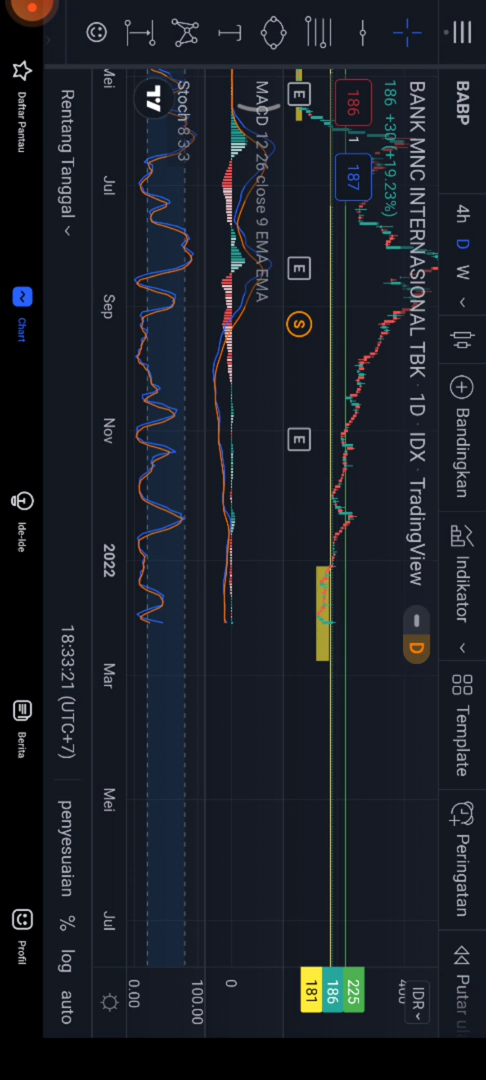 BABP
4h D W
Bandingkan
Indikator
Template
Peringatan
Putar ul
BANK MNC INTERNASIONAL TBK · 1D · IDX · TradingView
D
186 +30 (+19.23%)
186
1
187
IDR
400
225
186
181
E
E
S
E
MACD 12 26 close 9 EMA EMA
0
Stoch 8 3 3
100.00
0.00
Mei
Jul
Sep
Nov
2022
Mar
Mei
Jul
Rentang Tanggal
18:33:21 (UTC+7)
penyesuaian
%
log
auto
Daftar Pantau
Chart
Ide-ide
Berita
Profil